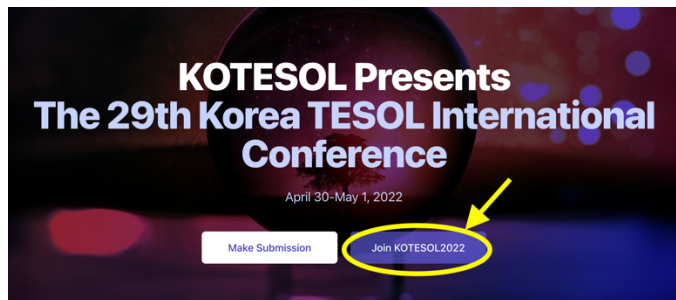 KOTESOL Presents
The 29th Korea TESOL International
Conference
April 30-May 1, 2022
Make Submission
Join KOTESOL2022